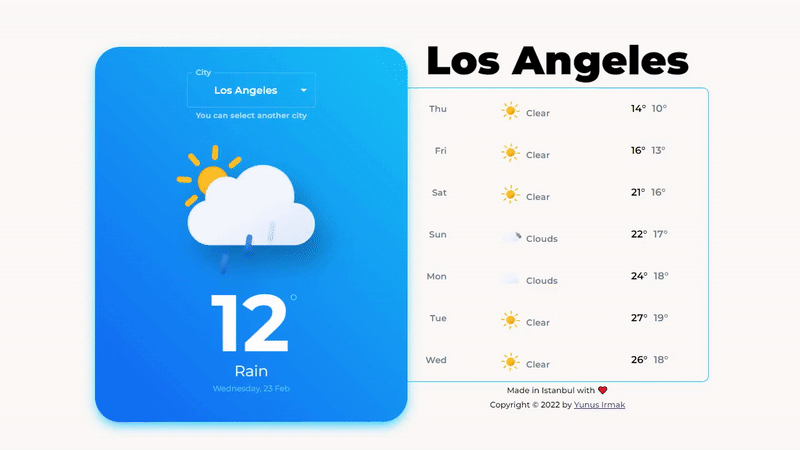 City
Los Angeles
You can select another city
12°
Rain
Wednesday, 23 Feb
Los Angeles
Thu Clear 14° 10°
Fri Clear 16° 13°
Sat Clear 21° 16°
Sun Clouds 22° 17°
Mon Clouds 24° 18°
Tue Clear 27° 19°
Wed Clear 26° 18°
Made in Istanbul with ❤
Copyright © 2022 by Yunus Irmak